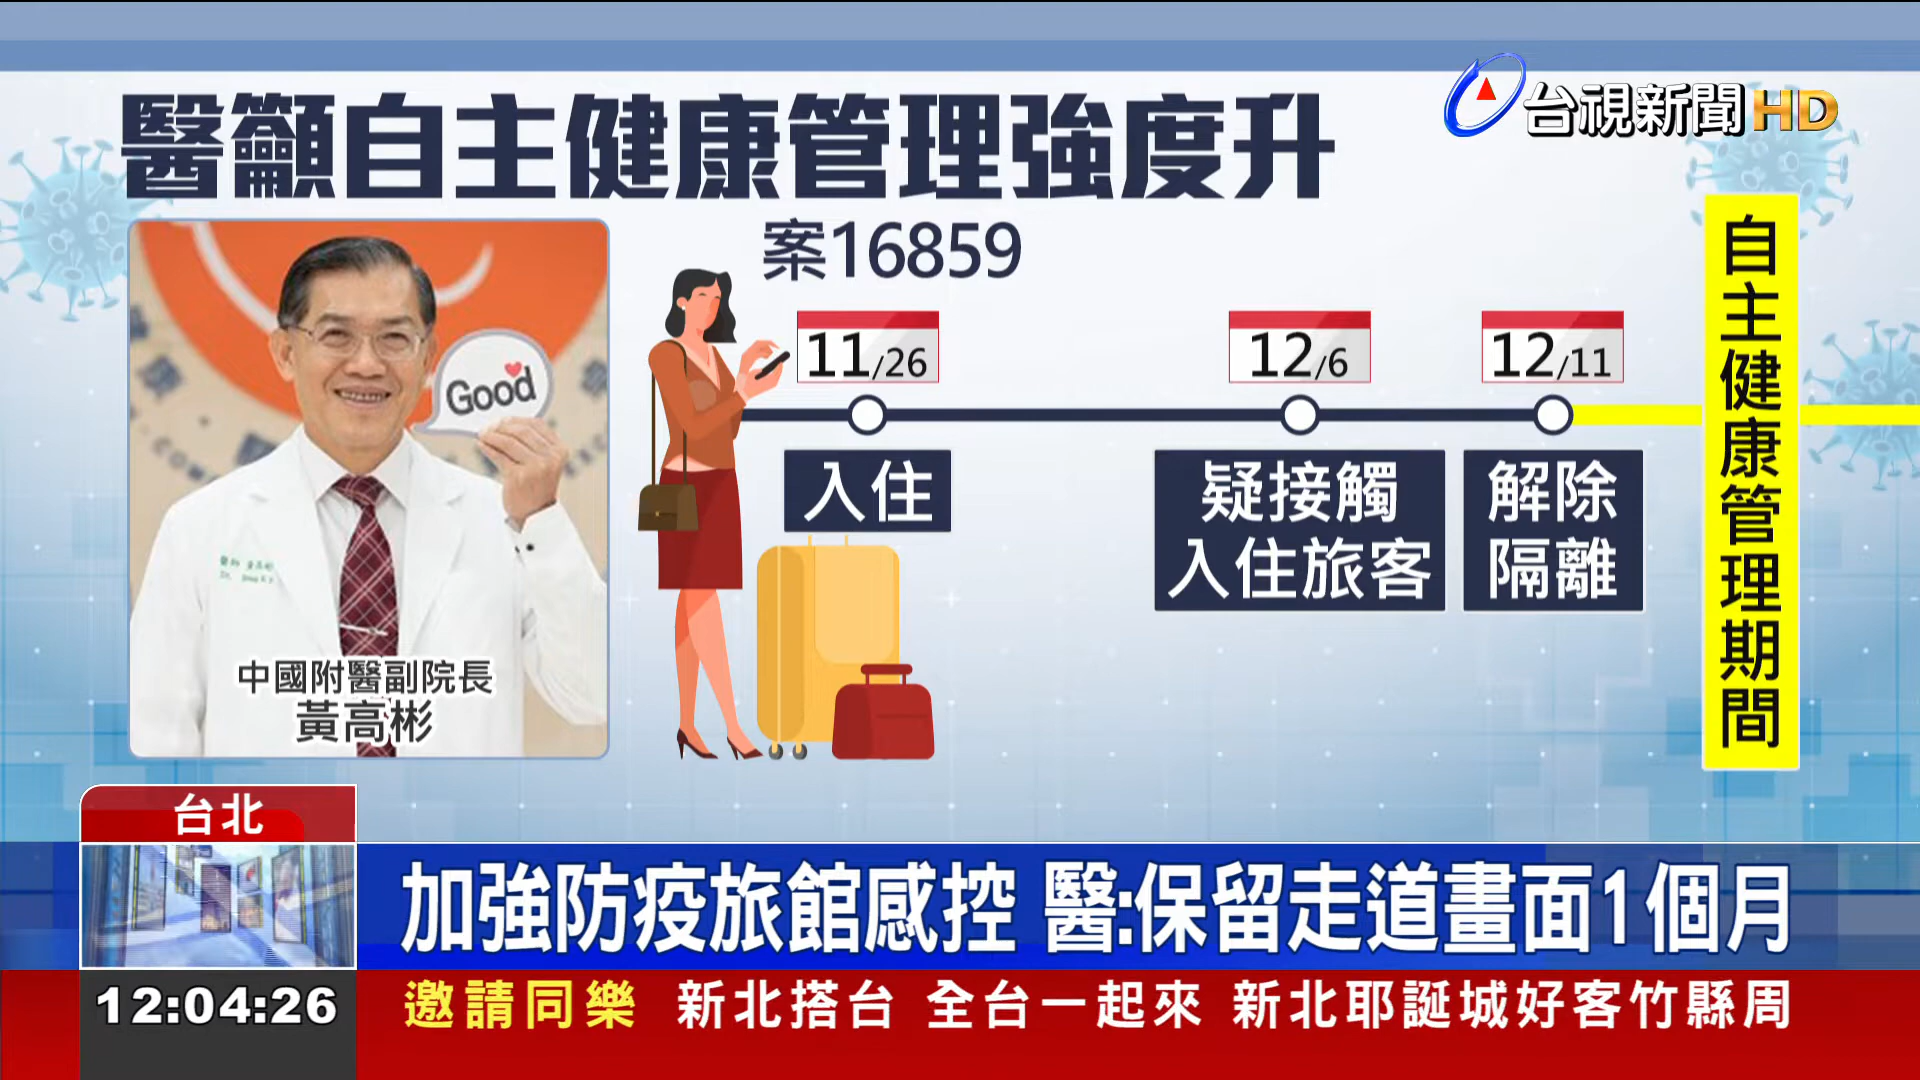 醫籲自主健康管理強度升
台視新聞HD
案16859
Good
11/26
12/6
12/11
入住
疑接觸
入住旅客
解除
隔離
自主健康管理期間
中國附醫副院長
黃高彬
台北
加強防疫旅館感控 醫:保留走道畫面1個月
12:04:26
邀請同樂 新北搭台 全台一起來 新北耶誕城好客竹縣周